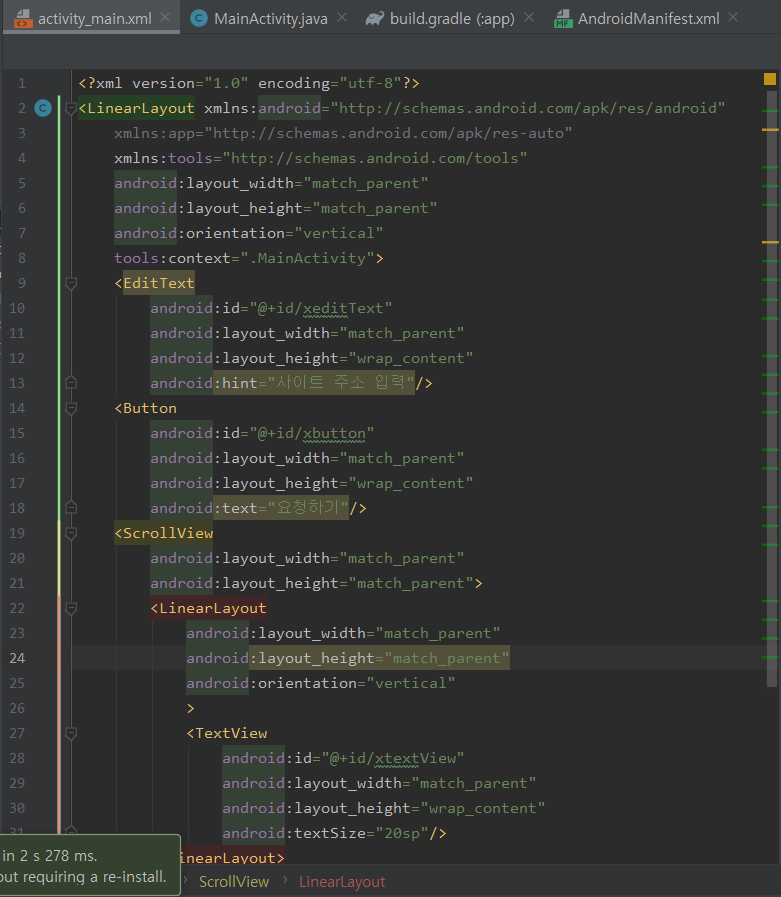 activity_main.xml MainActivity.java build.gradle (:app) AndroidManifest.xml
1 <?xml version="1.0" encoding="utf-8"?>
2 <LinearLayout xmlns:android="http://schemas.android.com/apk/res/android"
3 xmlns:app="http://schemas.android.com/apk/res-auto"
4 xmlns:tools="http://schemas.android.com/tools"
5 android:layout_width="match_parent"
6 android:layout_height="match_parent"
7 android:orientation="vertical"
8 tools:context=".MainActivity">
9 <EditText
10 android:id="@+id/xeditText"
11 android:layout_width="match_parent"
12 android:layout_height="wrap_content"
13 android:hint="사이트 주소 입력"/>
14 <Button
15 android:id="@+id/xbutton"
16 android:layout_width="match_parent"
17 android:layout_height="wrap_content"
18 android:text="요청하기"/>
19 <ScrollView
20 android:layout_width="match_parent"
21 android:layout_height="match_parent">
22 <LinearLayout
23 android:layout_width="match_parent"
24 android:layout_height="match_parent"
25 android:orientation="vertical"
26 >
27 <TextView
28 android:id="@+id/xtextView"
29 android:layout_width="match_parent"
30 android:layout_height="wrap_content"
31 android:textSize="20sp"/>
inearLayout>
in 2 s 278 ms.
out requiring a re-install.
ScrollView LinearLayout